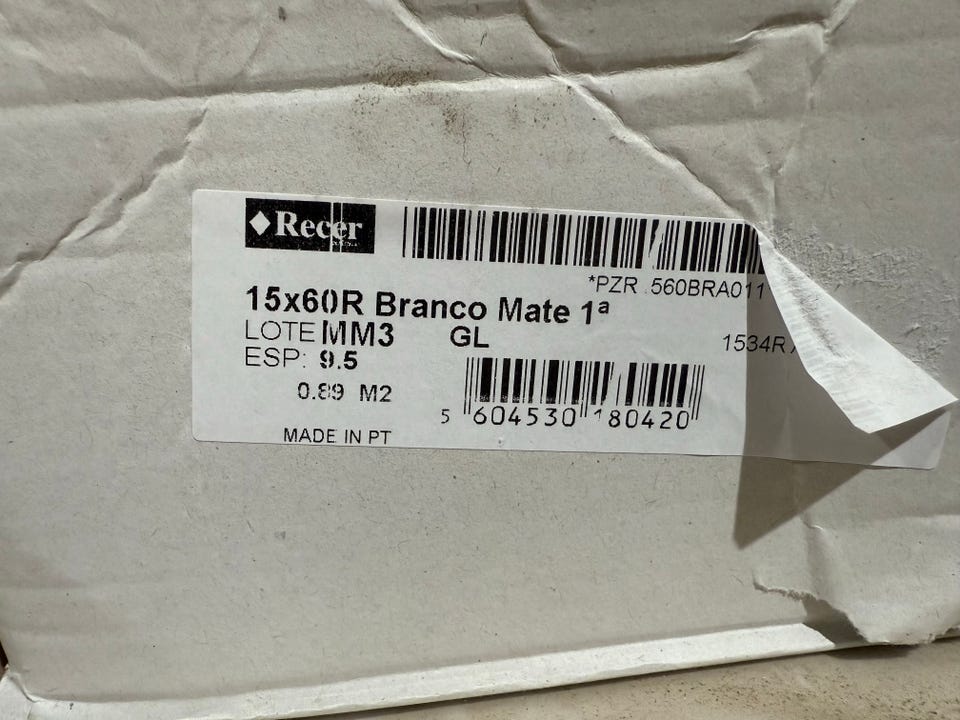 Recer
*PZR 560BRA011
15x60R Branco Mate 1ª
LOTE MM3 GL 1534R
ESP: 9.5
0.89 M2
5 604530 180420
MADE IN PT